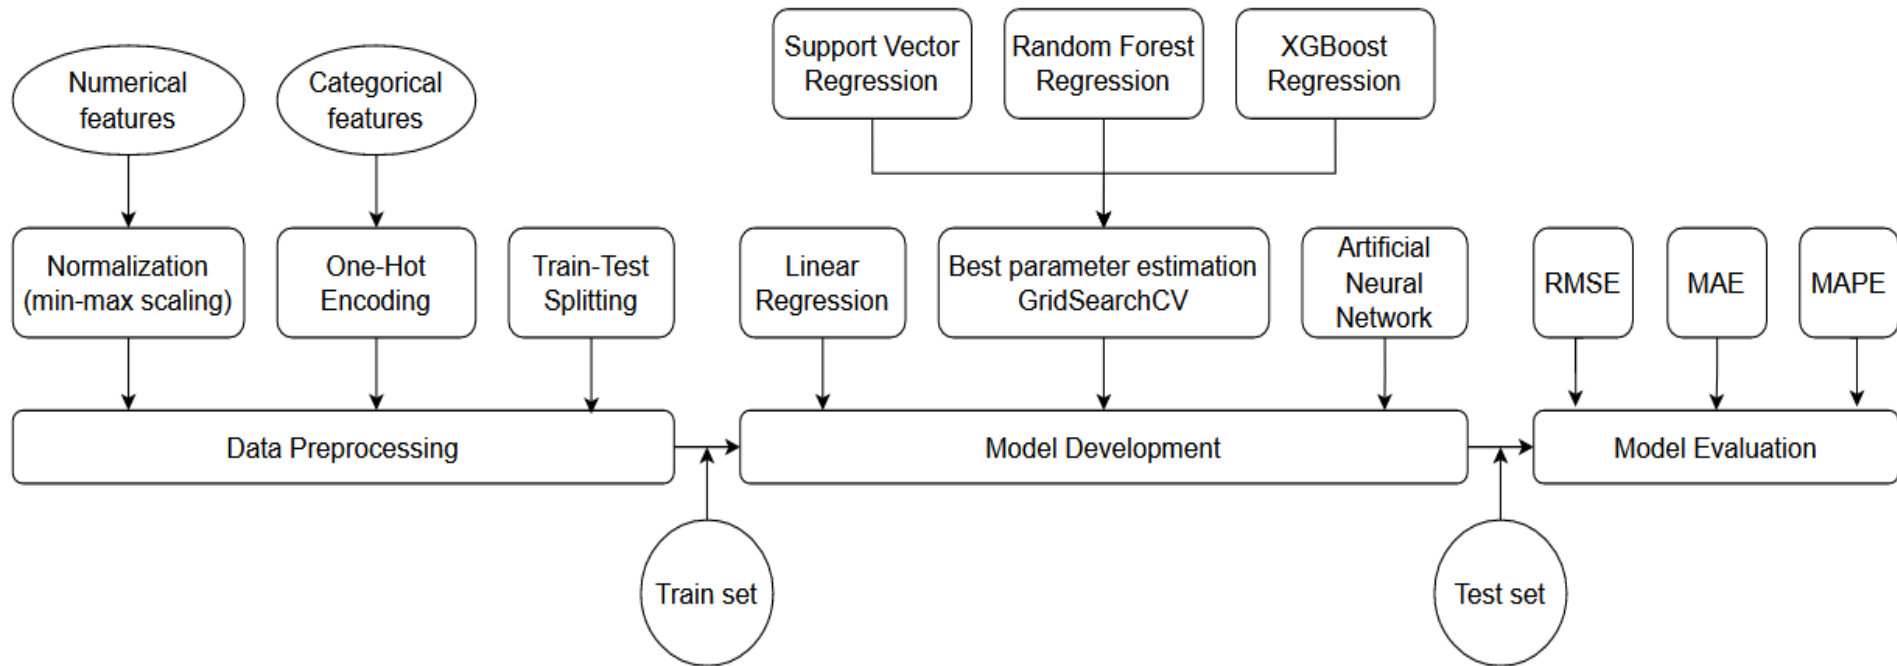 Support Vector
Regression
Random Forest
Regression
XGBoost
Regression
Numerical
features
Categorical
features
Normalization
(min-max scaling)
One-Hot
Encoding
Train-Test
Splitting
Linear
Regression
Best parameter estimation
GridSearchCV
Artificial
Neural
Network
RMSE
MAE
MAPE
Data Preprocessing
Model Development
Model Evaluation
Train set
Test set